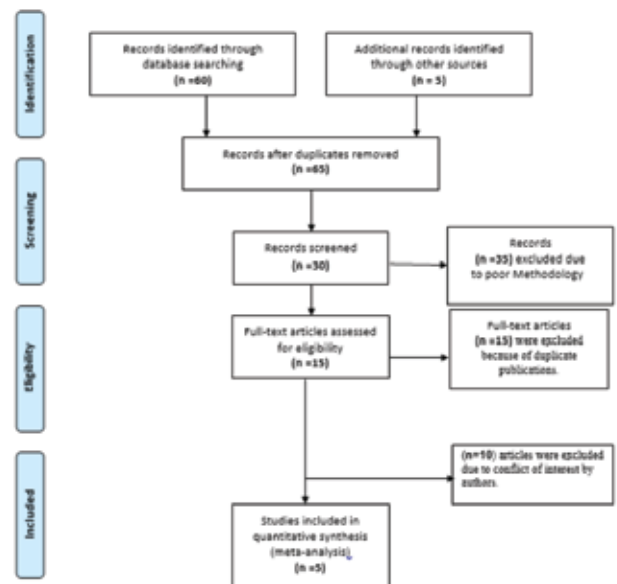 Identification
Records identified through
database searching
(n =60)
Additional records identified
through other sources
(n = 5)
Records after duplicates removed
(n =65)
Screening
Records screened
(n =30)
Records
(n =35) excluded due
to poor Methodology
Eligibility
Full-text articles assessed
for eligibility
(n =15)
Full-text articles
(n =15) were excluded
because of duplicate
publications.
(n=10) articles were excluded
due to conflict of interest by
authors.
Included
Studies included in
quantitative synthesis
(meta-analysis)
(n =5)